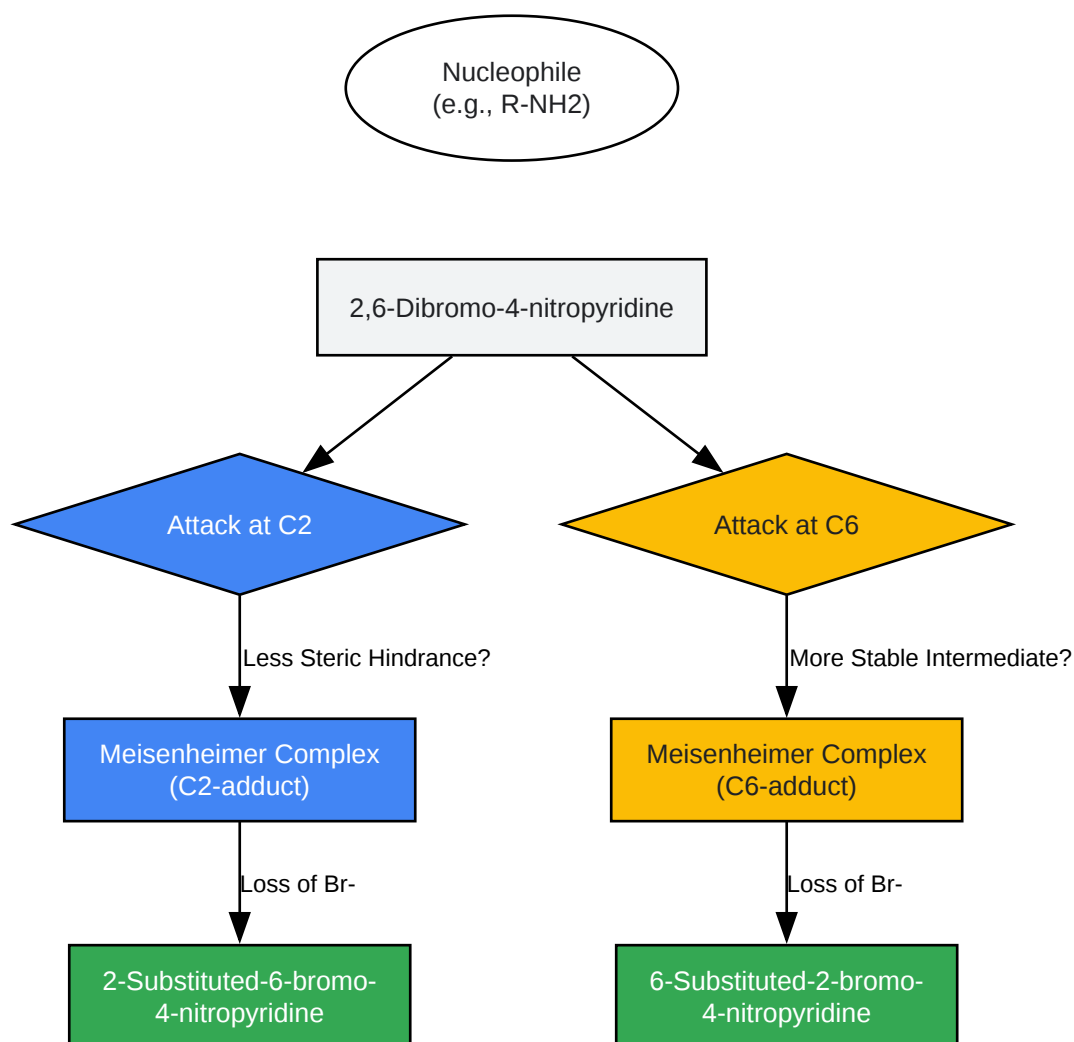 Nucleophile
(e.g., R-NH2)
2,6-Dibromo-4-nitropyridine
Attack at C2
Attack at C6
Less Steric Hindrance?
More Stable Intermediate?
Meisenheimer Complex
(C2-adduct)
Meisenheimer Complex
(C6-adduct)
Loss of Br-
Loss of Br-
2-Substituted-6-bromo-
4-nitropyridine
6-Substituted-2-bromo-
4-nitropyridine